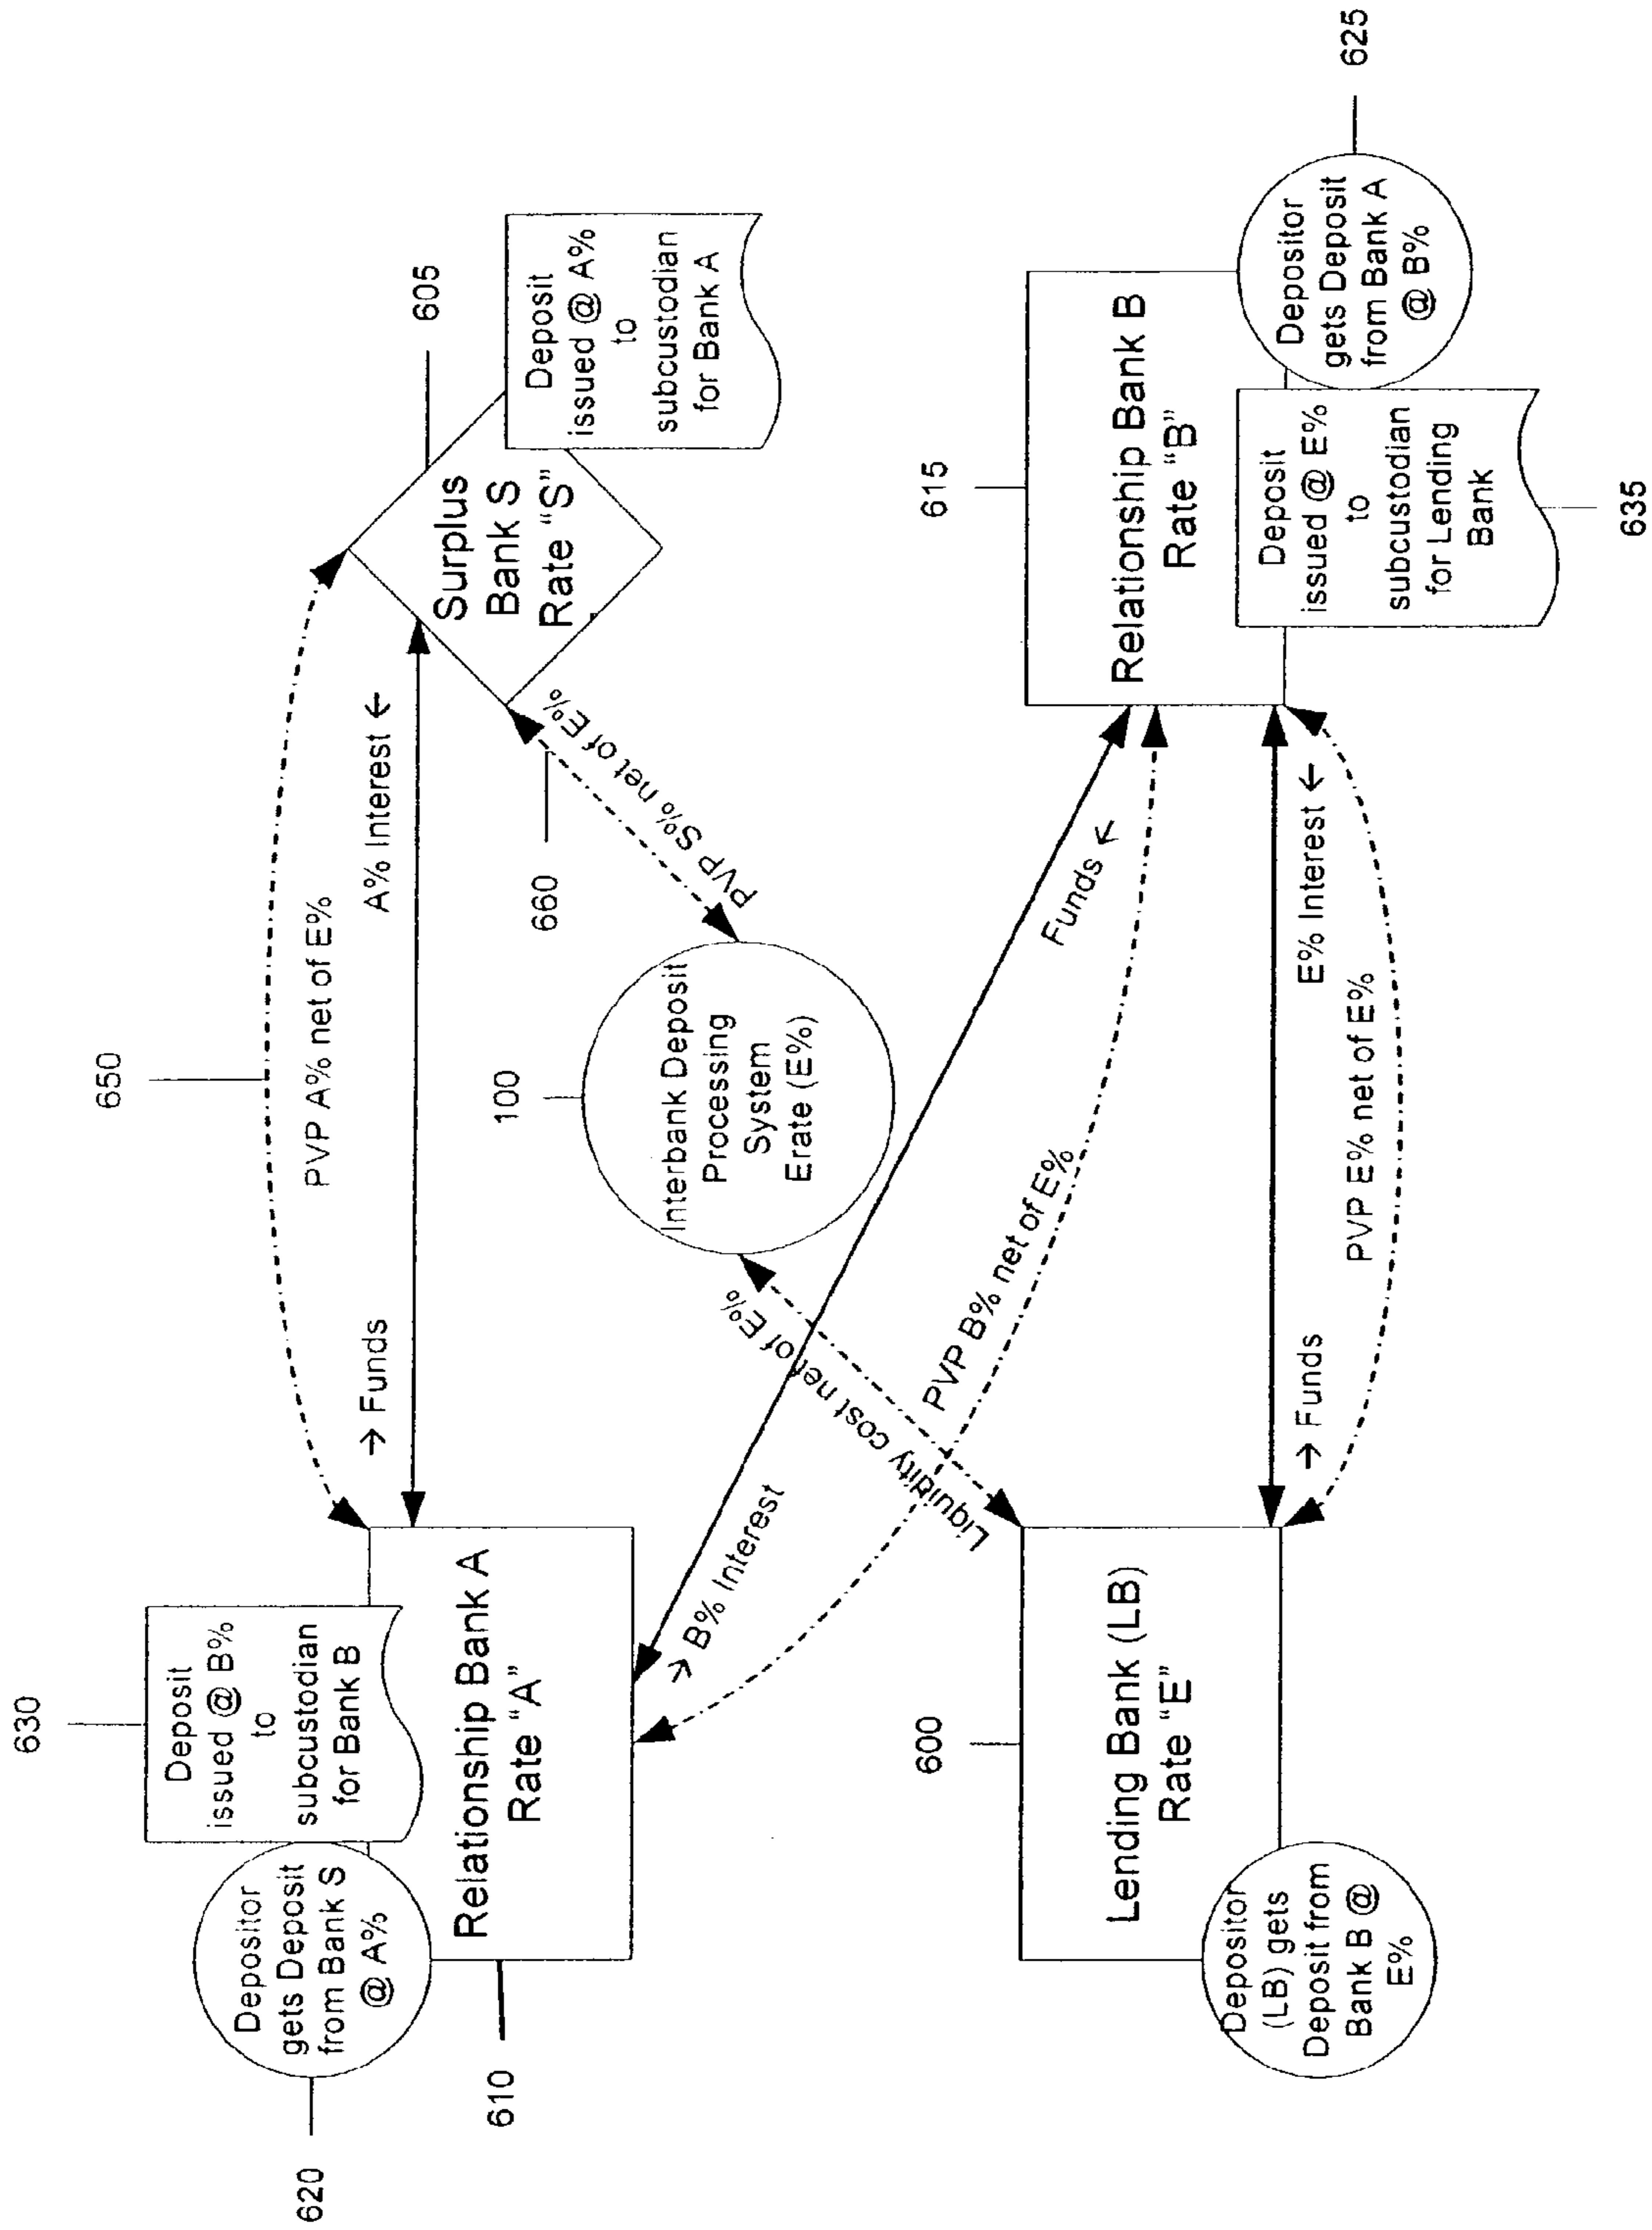 650
630
PVP A% net of E%
Deposit
issued @ B%
to
subcustodian
for Bank B
620
Depositor
gets Deposit
from Bank S
@ A%
→ Funds
A% Interest ←
605
Surplus
Bank S
Rate "S"
Deposit
issued @ A%
to
subcustodian
for Bank A
610
Relationship Bank A
Rate "A"
100
Interbank Deposit
Processing
System
Erate (E%)
660
PVP S% net of E%
→ B% Interest
Liquidity cost net of E%
PVP B% net of E%
Funds ←
600
Lending Bank (LB)
Rate "E"
615
Relationship Bank B
Rate "B"
Depositor
(LB) gets
Deposit from
Bank B @
E%
→ Funds
E% Interest ←
PVP E% net of E%
Deposit
issued @ E%
to
subcustodian
for Lending
Bank
635
Depositor
gets Deposit
from Bank A
@ B%
625